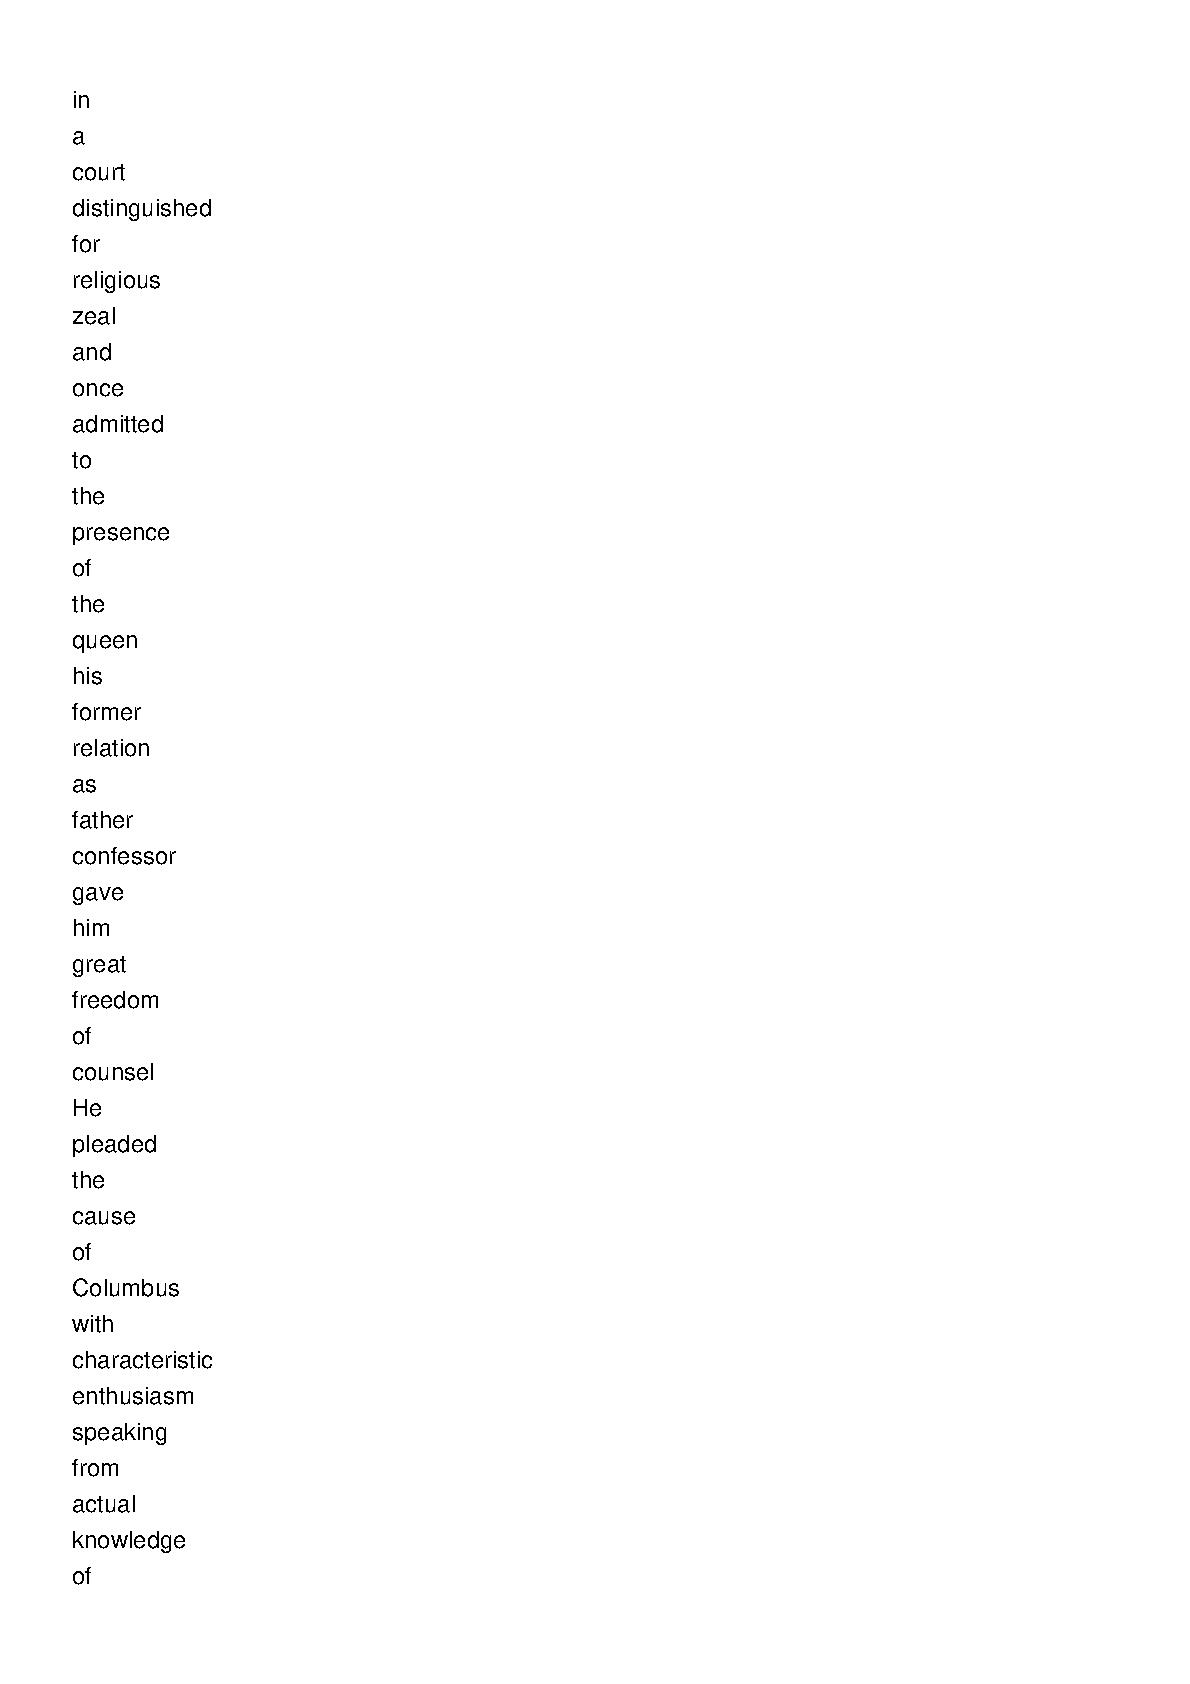 in
a
court
distinguished
for
religious
zeal
and
once
admitted
to
the
presence
of
the
queen
his
former
relation
as
father
confessor
gave
him
great
freedom
of
counsel
He
pleaded
the
cause
of
Columbus
with
characteristic
enthusiasm
speaking
from
actual
knowledge
of